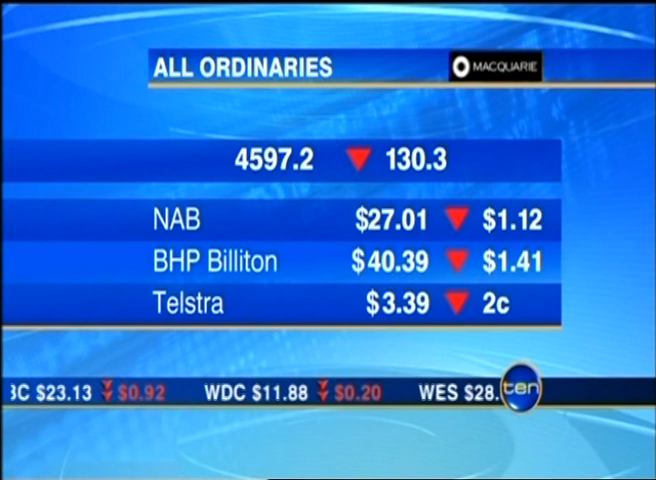 ALL ORDINARIES MACQUARIE
4597.2 130.3
NAB $27.01 $1.12
BHP Billiton $40.39 $1.41
Telstra $3.39 2c
BC $23.13 $0.92 WDC $11.88 $0.20 WES $28. ten